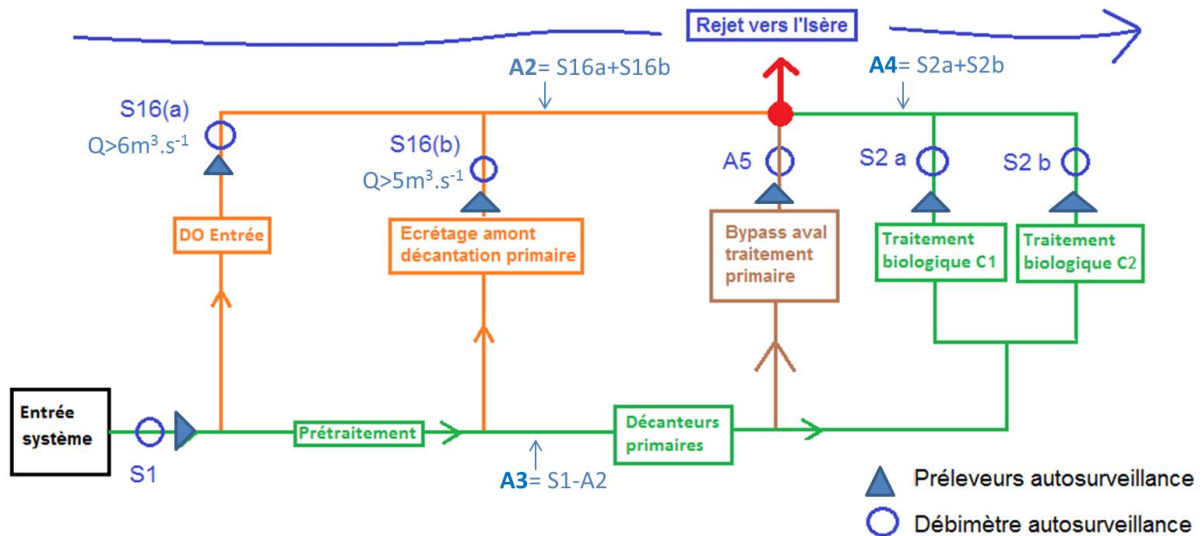 Rejet vers l'Isère
A2= S16a+S16b
A4= S2a+S2b
S16(a)
Q>6m³.s⁻¹
S16(b)
Q>5m³.s⁻¹
A5
S2 a
S2 b
DO Entrée
Ecrétage amont
décantation primaire
Bypass aval
traitement
primaire
Traitement
biologique C1
Traitement
biologique C2
Entrée
système
S1
Prétraitement
Décanteurs
primaires
A3= S1-A2
Préleveurs autosurveillance
Débimètre autosurveillance